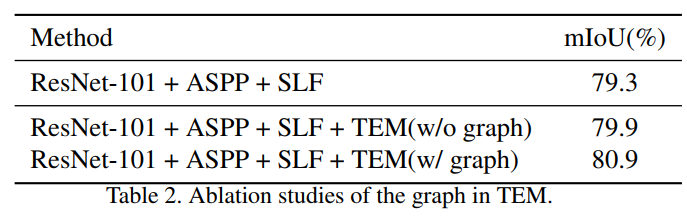 Method mIoU(%)
ResNet-101 + ASPP + SLF 79.3
ResNet-101 + ASPP + SLF + TEM(w/o graph) 79.9
ResNet-101 + ASPP + SLF + TEM(w/ graph) 80.9
Table 2. Ablation studies of the graph in TEM.